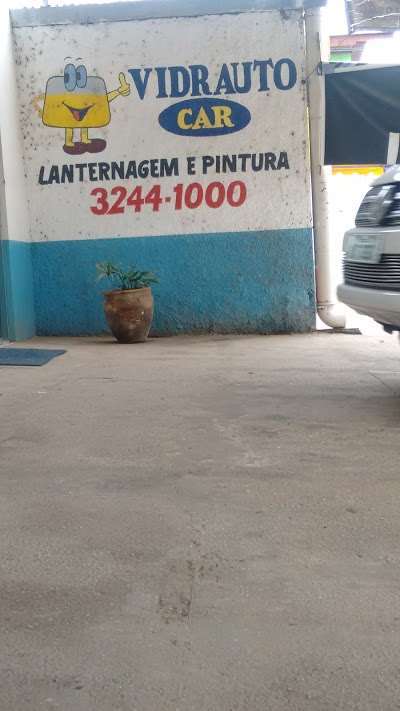 VIDRAUTO
CAR
LANTERNAGEM E PINTURA
3244-1000